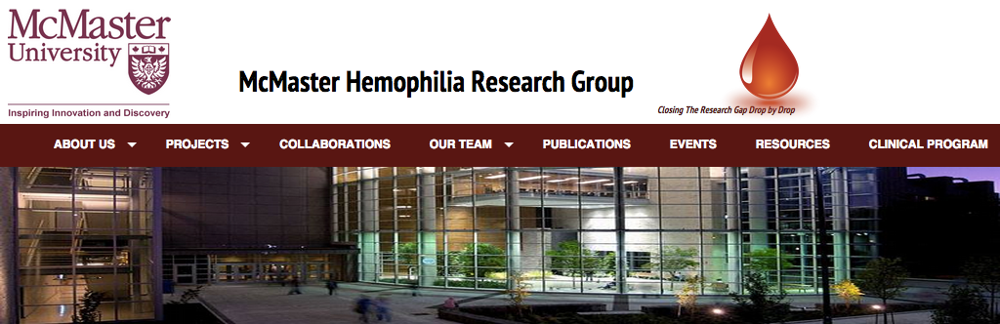 McMaster
University
Inspiring Innovation and Discovery
McMaster Hemophilia Research Group
Closing The Research Gap Drop by Drop
ABOUT US PROJECTS COLLABORATIONS OUR TEAM PUBLICATIONS EVENTS RESOURCES CLINICAL PROGRAM